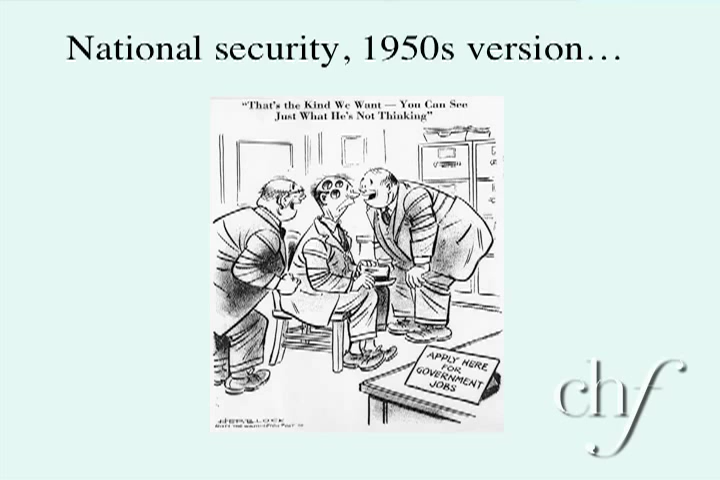 National security, 1950s version…
“That’s the Kind We Want — You Can See
Just What He’s Not Thinking”
APPLY HERE
FOR
GOVERNMENT
JOBS
HERBLOCK
chf